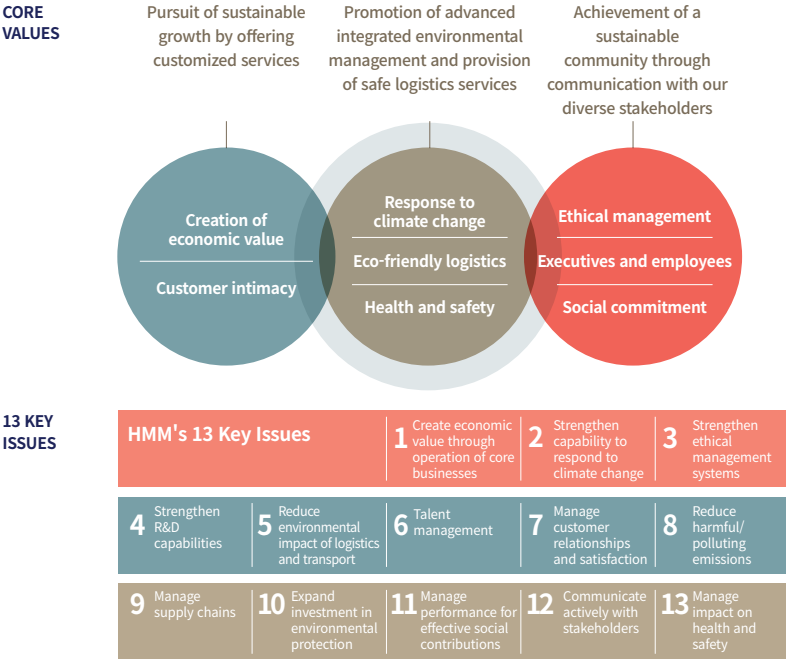 CORE
VALUES
Pursuit of sustainable
growth by offering
customized services
Promotion of advanced
integrated environmental
management and provision
of safe logistics services
Achievement of a
sustainable
community through
communication with our
diverse stakeholders
Creation of
economic value
Customer intimacy
Response to
climate change
Eco-friendly logistics
Health and safety
Ethical management
Executives and employees
Social commitment
13 KEY
ISSUES
HMM's 13 Key Issues
1
Create economic
value through
operation of core
businesses
2
Strengthen
capability to
respond to
climate change
3
Strengthen
ethical
management
systems
4
Strengthen
R&D
capabilities
5
Reduce
environmental
impact of logistics
and transport
6
Talent
management
7
Manage
customer
relationships
and satisfaction
8
Reduce
harmful/
polluting
emissions
9
Manage
supply chains
10
Expand
investment in
environmental
protection
11
Manage
performance for
effective social
contributions
12
Communicate
actively with
stakeholders
13
Manage
impact on
health and
safety